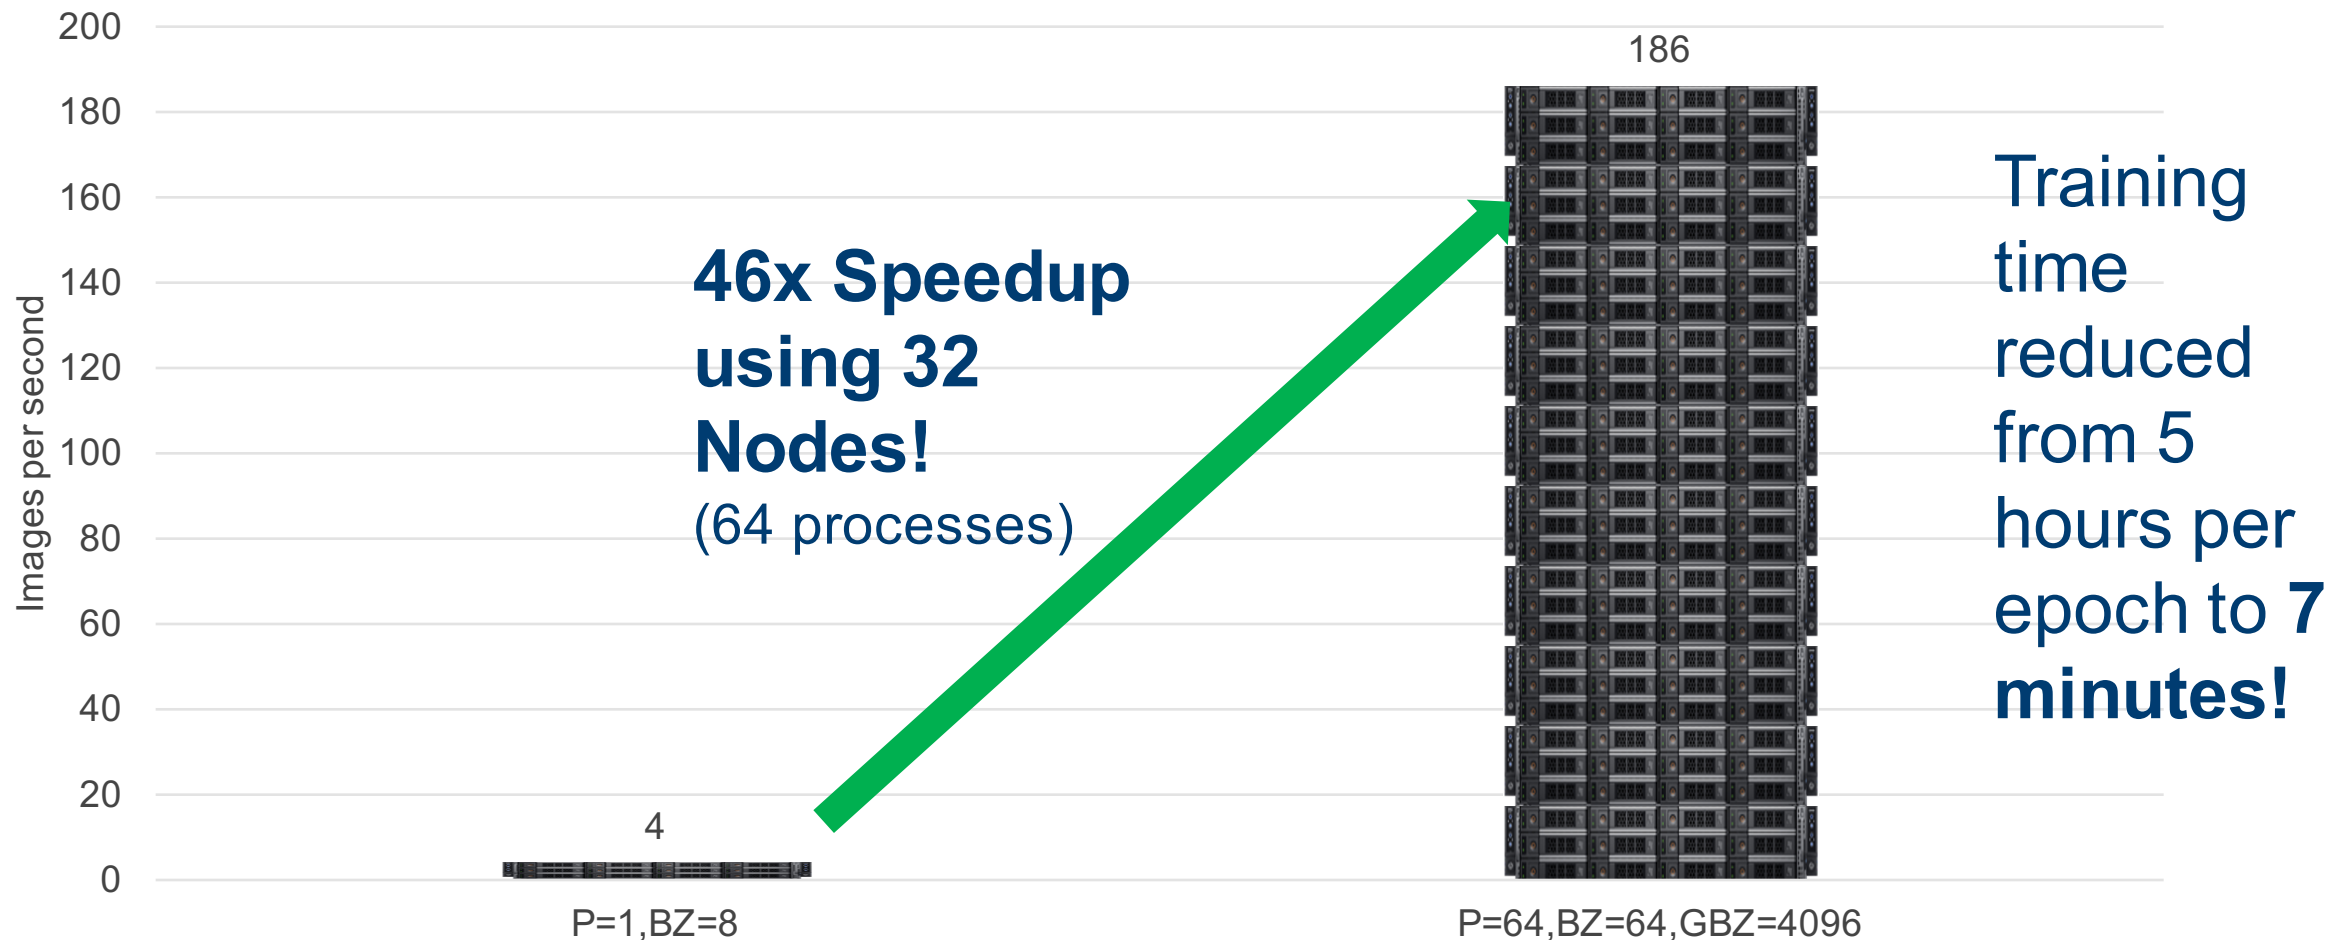 200
180
160
140
120
100
80
60
40
20
0
Images per second
4
186
P=1,BZ=8
P=64,BZ=64,GBZ=4096
46x Speedup
using 32
Nodes!
(64 processes)
Training
time
reduced
from 5
hours per
epoch to 7
minutes!